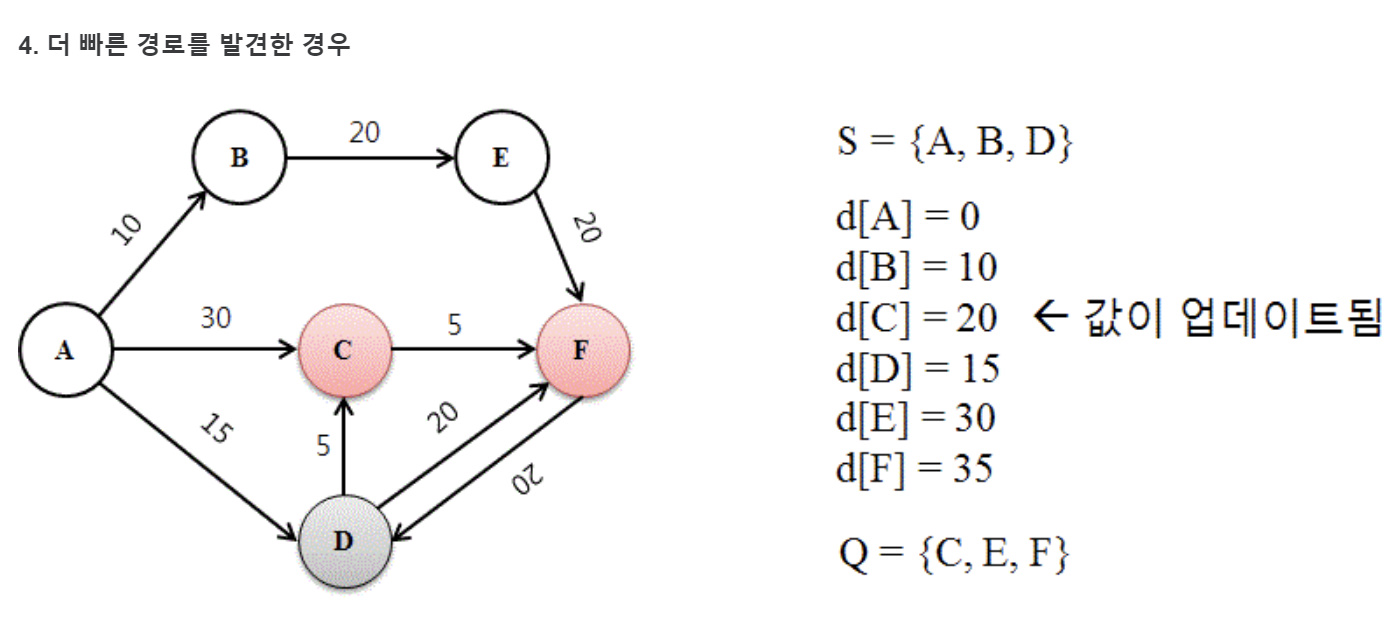 4. 더 빠른 경로를 발견한 경우
B
20
E
10
20
A
30
C
5
F
15
5
20
20
D
S = {A, B, D}
d[A] = 0
d[B] = 10
d[C] = 20 ← 값이 업데이트됨
d[D] = 15
d[E] = 30
d[F] = 35
Q = {C, E, F}